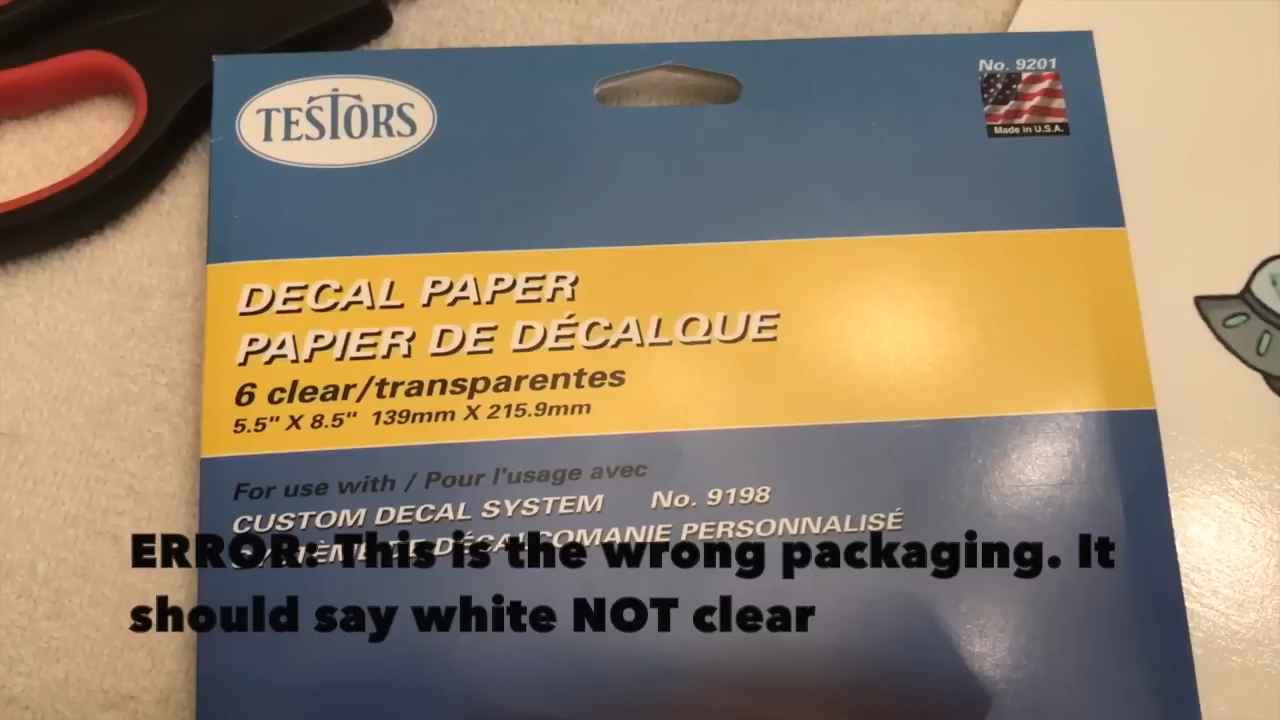 No. 9201
TESTORS
Made in U.S.A.
DECAL PAPER
PAPIER DE DÉCALQUE
6 clear/transparentes
5.5" X 8.5" 139mm X 215.9mm
For use with / Pour l'usage avec
CUSTOM DECAL SYSTEM No. 9198
SYSTÈME DE DÉCALCOMANIE PERSONNALISÉ
ERROR: This is the wrong packaging. It
should say white NOT clear